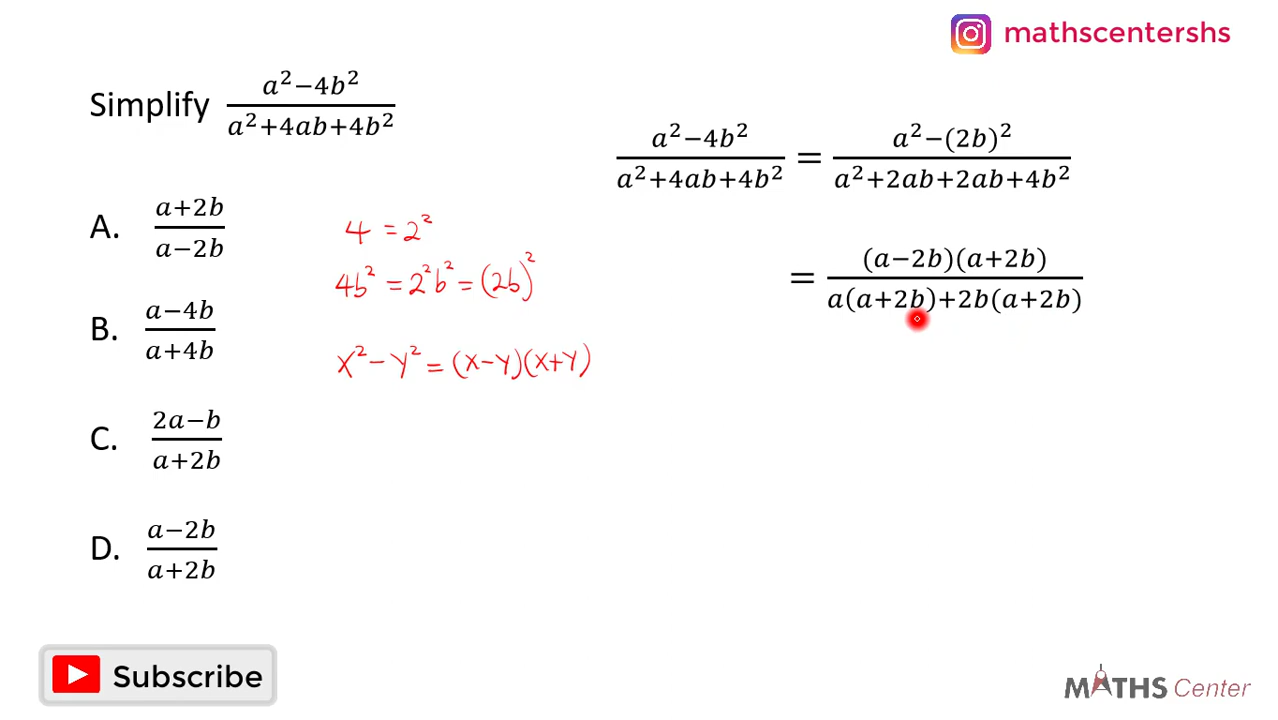 mathscentershs
Simplify (a²−4b²)/(a²+4ab+4b²)
A. (a+2b)/(a−2b)
B. (a−4b)/(a+4b)
C. (2a−b)/(a+2b)
D. (a−2b)/(a+2b)
4 = 2²
4b² = 2²b² = (2b)²
x² − y² = (x−y)(x+y)
(a²−4b²)/(a²+4ab+4b²) = (a²−(2b)²)/(a²+2ab+2ab+4b²)
= ((a−2b)(a+2b))/(a(a+2b)+2b(a+2b))
Subscribe
MATHS Center